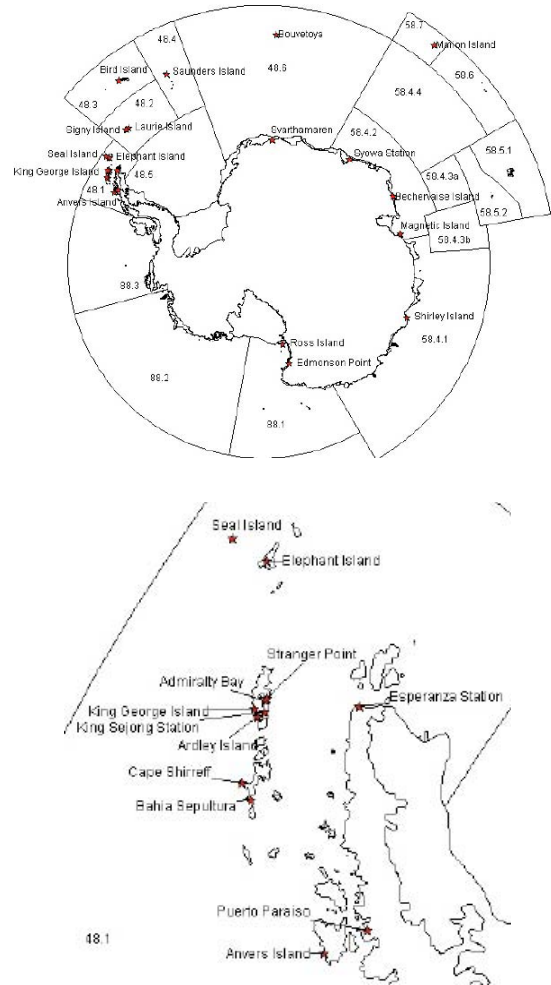 58.7
Marion Island
48.4
Bouvetoys
Saunders Island
48.6
58.6
Bird Island
58.4.4
48.3
48.2
Signy Island
Laurie Island
58.4.2
Svarthamaren
Syowa Station
58.5.1
Seal Island
Elephant Island
King George Island
48.5
58.4.3a
48.1
Anvers Island
Bechervaise Island
58.5.2
Magnetic Island
58.4.3b
88.3
Shirley Island
58.4.1
Ross Island
Edmonson Point
88.2
88.1
Seal Island
Elephant Island
Stranger Point
Admiralty Bay
Esperanza Station
King George Island
King Sejong Station
Ardley Island
Cape Shirreff
Bahia Sepultura
Puerto Paraiso
48.1
Anvers Island